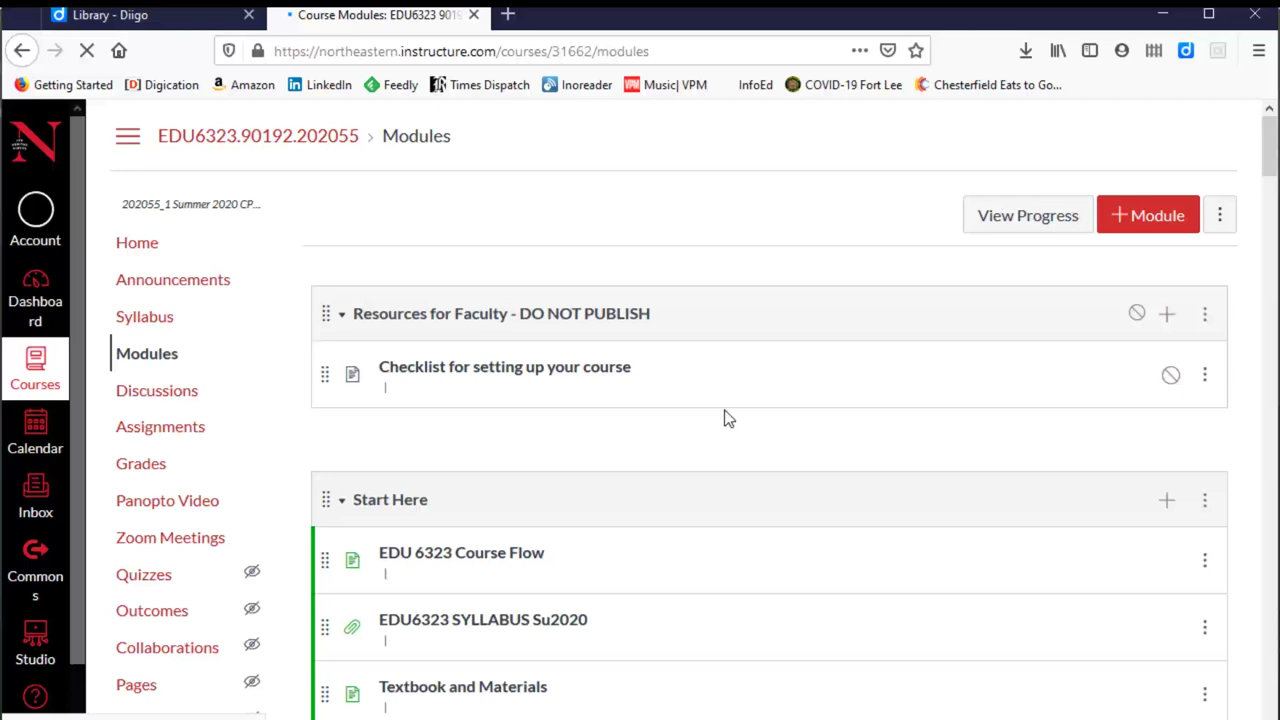 Library - Diigo
Course Modules: EDU6323 9019
https://northeastern.instructure.com/courses/31662/modules
Getting Started
[D] Digication
Amazon
LinkedIn
Feedly
Times Dispatch
Inoreader
Music| VPM
InfoEd
COVID-19 Fort Lee
Chesterfield Eats to Go...
N
EDU6323.90192.202055 › Modules
202055_1 Summer 2020 CP...
View Progress
+ Module
Account
Dashboa
rd
Courses
Calendar
Inbox
Common
s
Studio
Home
Announcements
Syllabus
Modules
Discussions
Assignments
Grades
Panopto Video
Zoom Meetings
Quizzes
Outcomes
Collaborations
Pages
Resources for Faculty - DO NOT PUBLISH
Checklist for setting up your course
|
Start Here
EDU 6323 Course Flow
|
EDU6323 SYLLABUS Su2020
|
Textbook and Materials
|